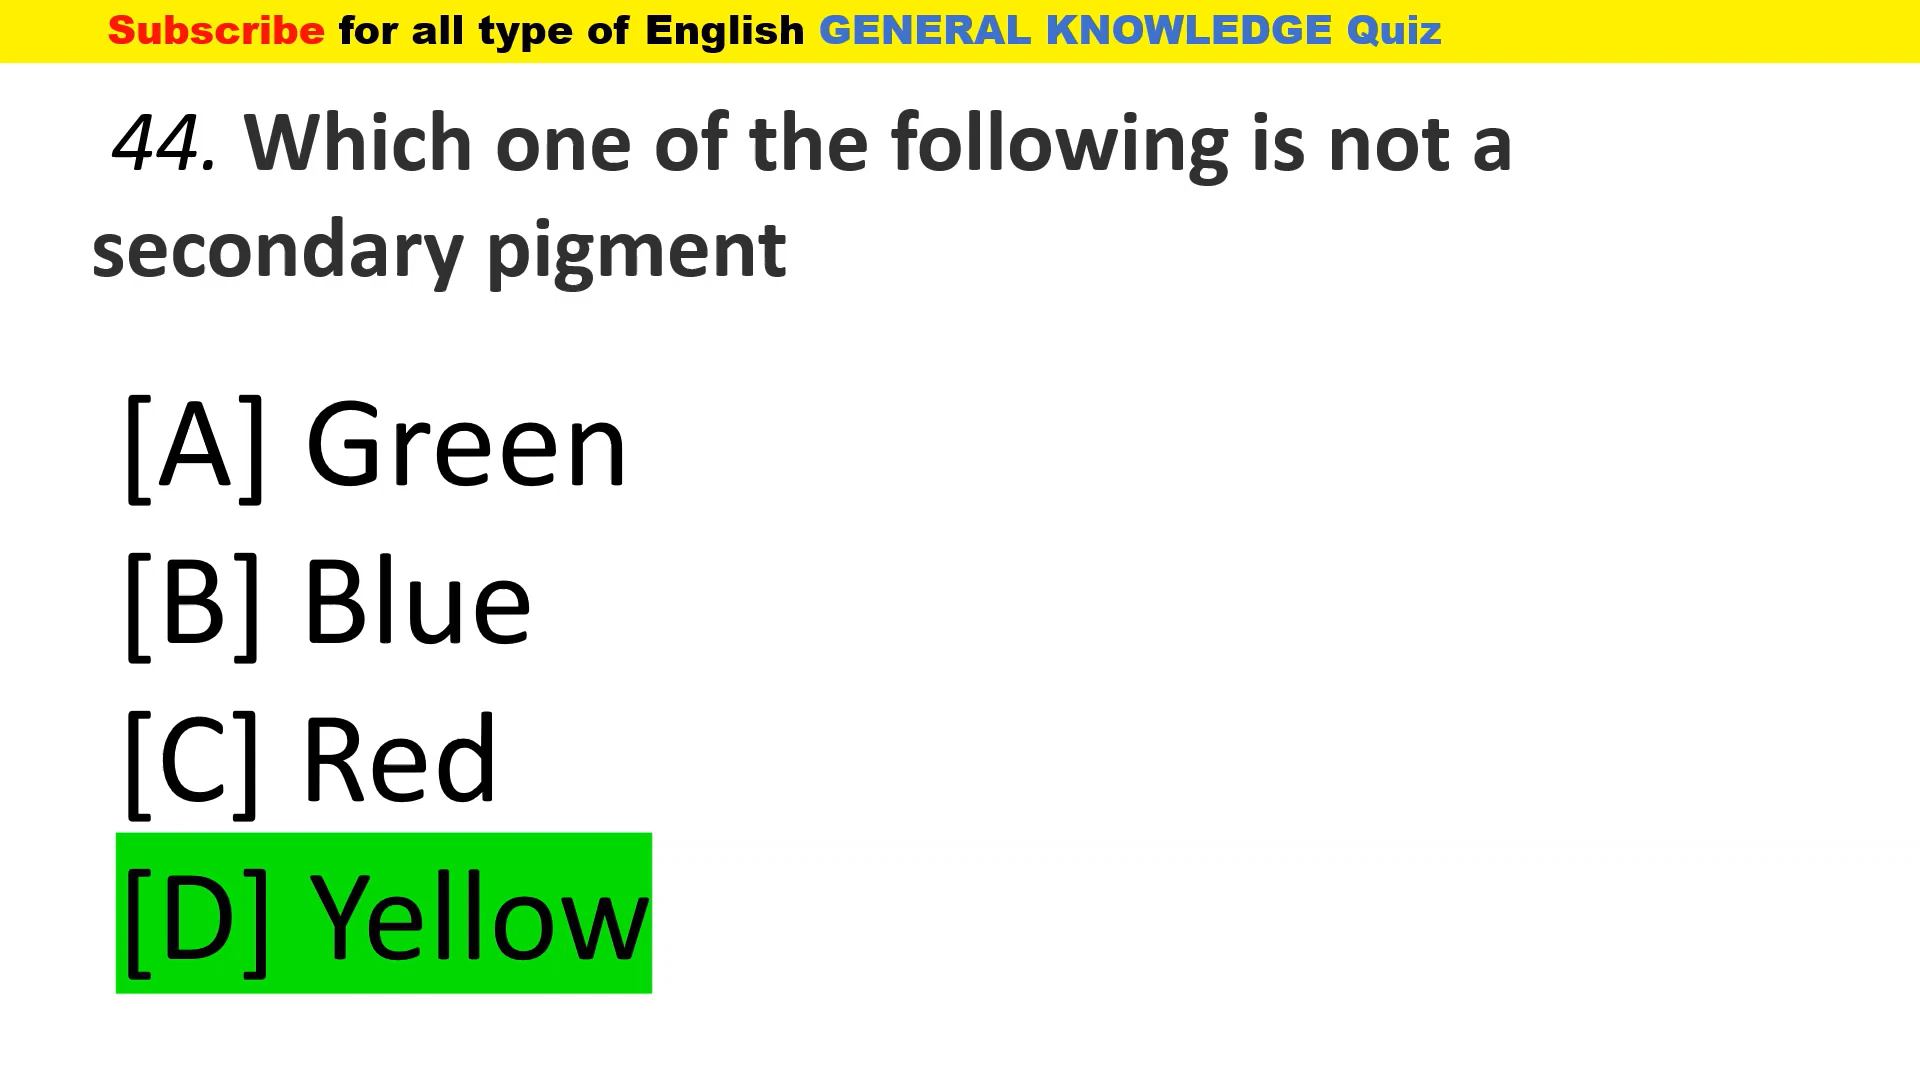 Subscribe for all type of English GENERAL KNOWLEDGE Quiz
44. Which one of the following is not a
secondary pigment
[A] Green
[B] Blue
[C] Red
[D] Yellow